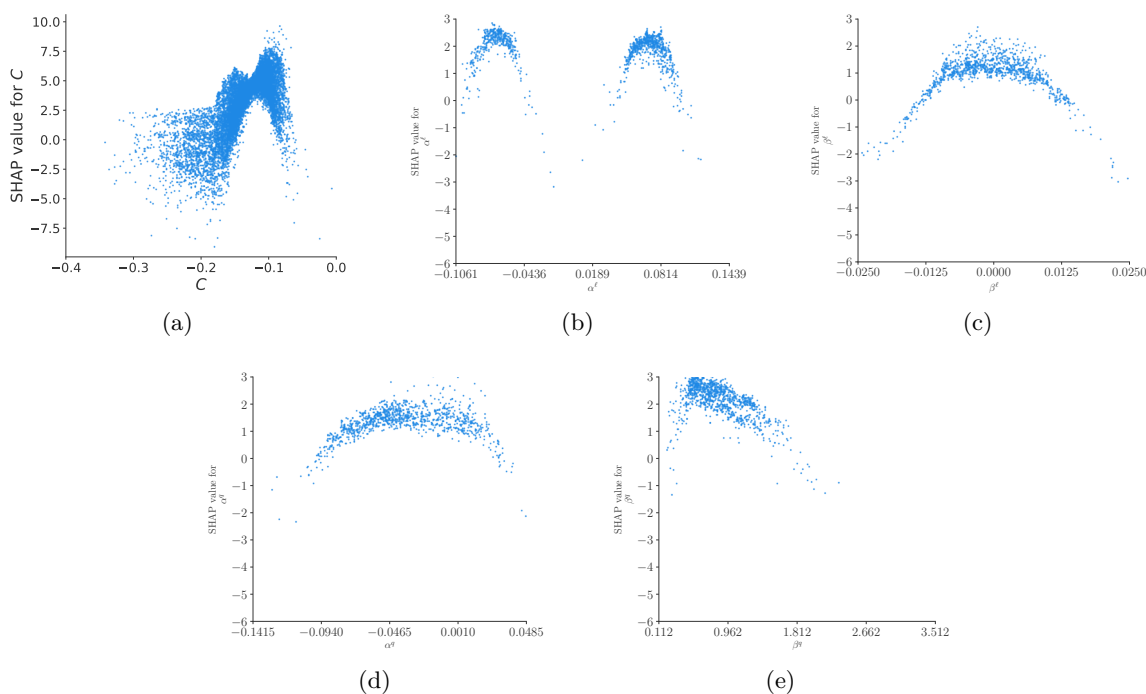 SHAP value for C
10.0
7.5
5.0
2.5
0.0
−2.5
−5.0
−7.5
−0.4 −0.3 −0.2 −0.1 0.0
C
(a)
SHAP value for
αℓ
3
2
1
0
−1
−2
−3
−4
−5
−6
−0.1061 −0.0436 0.0189 0.0814 0.1439
αℓ
(b)
SHAP value for
βℓ
3
2
1
0
−1
−2
−3
−4
−5
−6
−0.0250 −0.0125 0.0000 0.0125 0.0250
βℓ
(c)
SHAP value for
αq
3
2
1
0
−1
−2
−3
−4
−5
−6
−0.1415 −0.0940 −0.0465 0.0010 0.0485
αq
(d)
SHAP value for
βq
3
2
1
0
−1
−2
−3
−4
−5
−6
0.112 0.962 1.812 2.662 3.512
βq
(e)